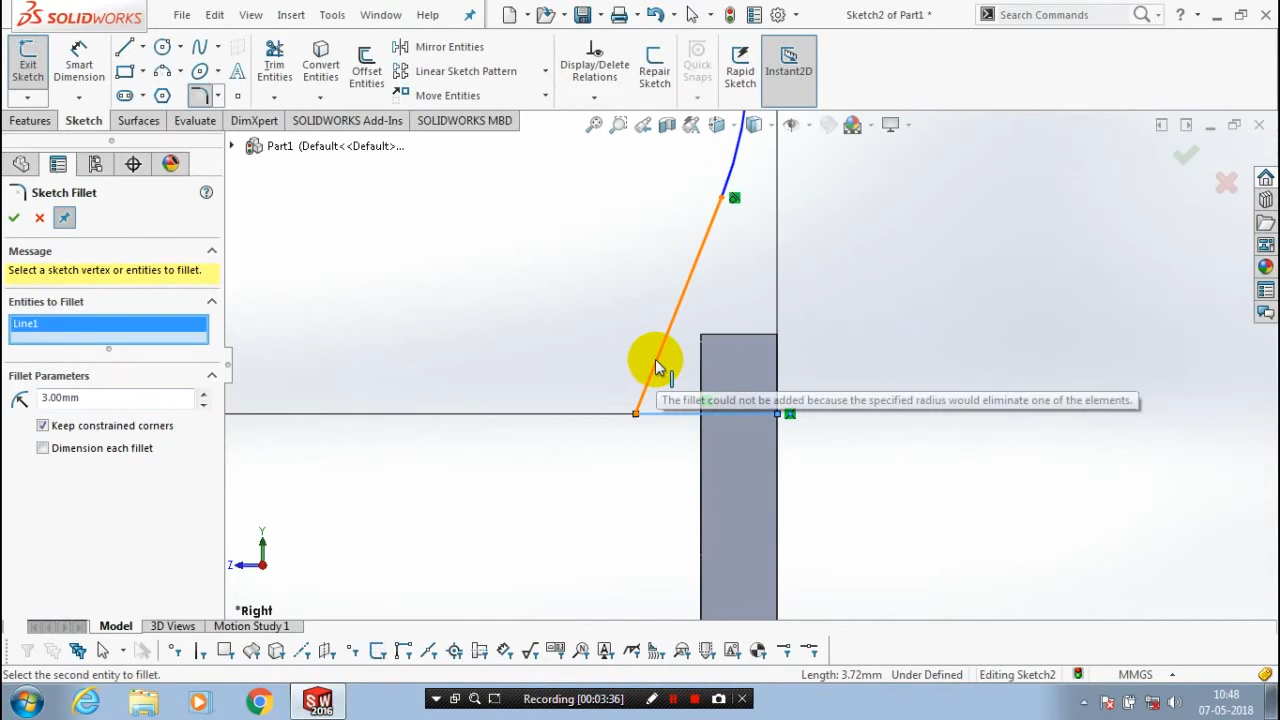 SOLIDWORKS
File Edit View Insert Tools Window Help
Sketch2 of Part1 *
Search Commands
Exit Sketch
Smart Dimension
Trim Entities
Convert Entities
Offset Entities
Mirror Entities
Linear Sketch Pattern
Move Entities
Display/Delete Relations
Repair Sketch
Quick Snaps
Rapid Sketch
Instant2D
Features Sketch Surfaces Evaluate DimXpert SOLIDWORKS Add-Ins SOLIDWORKS MBD
Part1 (Default<<Default>...
Sketch Fillet
Message
Select a sketch vertex or entities to fillet.
Entities to Fillet
Line1
Fillet Parameters
3.00mm
Keep constrained corners
Dimension each fillet
The fillet could not be added because the specified radius would eliminate one of the elements.
Y
Z
*Right
Model 3D Views Motion Study 1
Select the second entity to fillet.
Length: 3.72mm Under Defined Editing Sketch2 MMGS
SW 2016
Recording [00:03:36]
10:48
07-05-2018